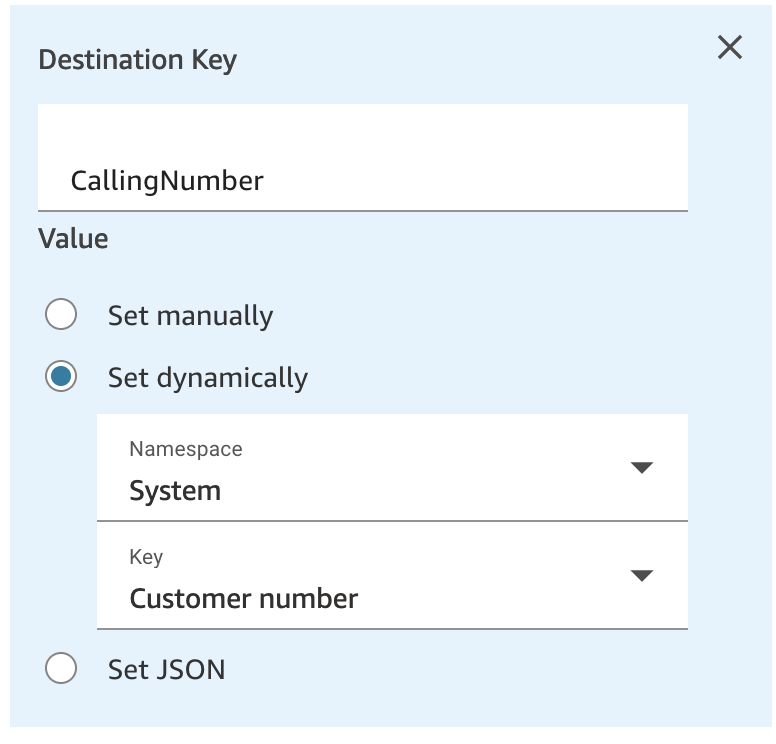 Destination Key
CallingNumber
Value
Set manually
Set dynamically
Namespace
System
Key
Customer number
Set JSON